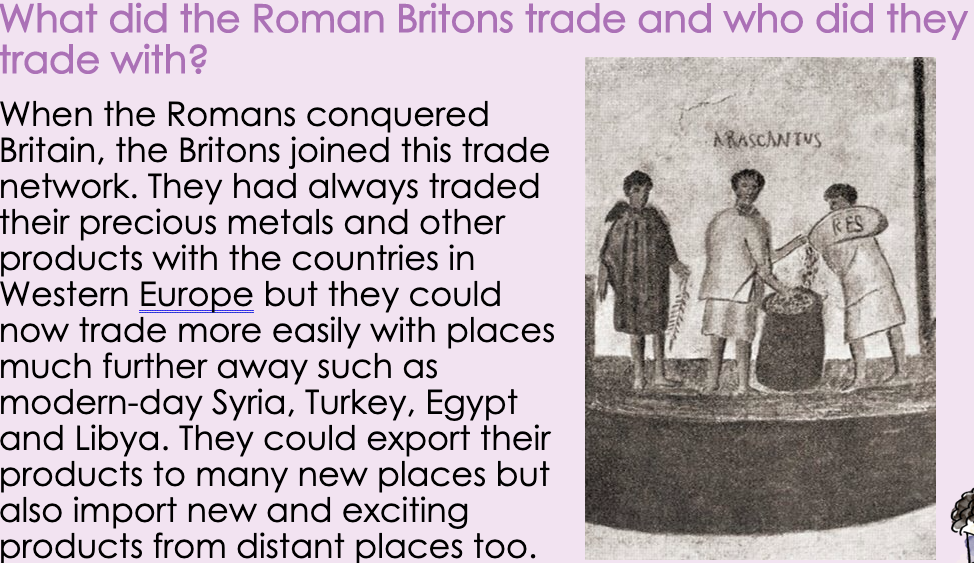 What did the Roman Britons trade and who did they
trade with?
When the Romans conquered
Britain, the Britons joined this trade
network. They had always traded
their precious metals and other
products with the countries in
Western Europe but they could
now trade more easily with places
much further away such as
modern-day Syria, Turkey, Egypt
and Libya. They could export their
products to many new places but
also import new and exciting
products from distant places too.
ARASCANTUS
RES